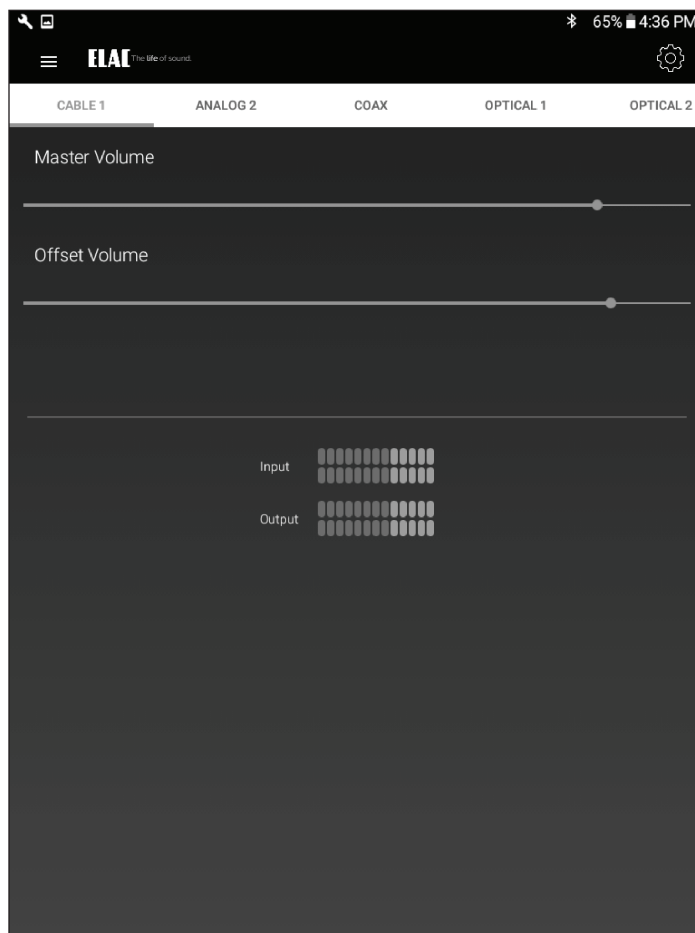 65% 4:36 PM
ELAC The life of sound.
CABLE 1 ANALOG 2 COAX OPTICAL 1 OPTICAL 2
Master Volume
Offset Volume
Input
Output